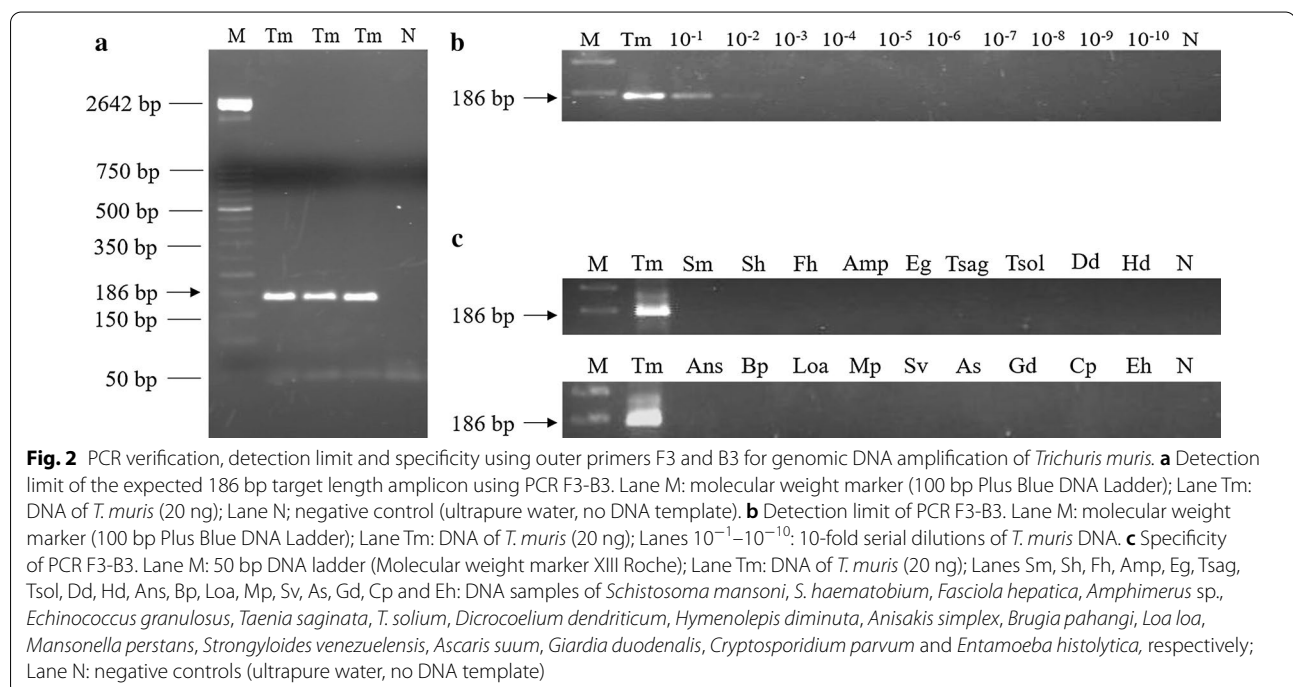 a
M Tm Tm Tm N
2642 bp
750 bp
500 bp
350 bp
186 bp
150 bp
50 bp
b
M Tm 10⁻¹ 10⁻² 10⁻³ 10⁻⁴ 10⁻⁵ 10⁻⁶ 10⁻⁷ 10⁻⁸ 10⁻⁹ 10⁻¹⁰ N
186 bp
c
M Tm Sm Sh Fh Amp Eg Tsag Tsol Dd Hd N
186 bp
M Tm Ans Bp Loa Mp Sv As Gd Cp Eh N
186 bp
Fig. 2 PCR verification, detection limit and specificity using outer primers F3 and B3 for genomic DNA amplification of Trichuris muris. a Detection
limit of the expected 186 bp target length amplicon using PCR F3-B3. Lane M: molecular weight marker (100 bp Plus Blue DNA Ladder); Lane Tm:
DNA of T. muris (20 ng); Lane N; negative control (ultrapure water, no DNA template). b Detection limit of PCR F3-B3. Lane M: molecular weight
marker (100 bp Plus Blue DNA Ladder); Lane Tm: DNA of T. muris (20 ng); Lanes 10⁻¹–10⁻¹⁰: 10-fold serial dilutions of T. muris DNA. c Specificity
of PCR F3-B3. Lane M: 50 bp DNA ladder (Molecular weight marker XIII Roche); Lane Tm: DNA of T. muris (20 ng); Lanes Sm, Sh, Fh, Amp, Eg, Tsag,
Tsol, Dd, Hd, Ans, Bp, Loa, Mp, Sv, As, Gd, Cp and Eh: DNA samples of Schistosoma mansoni, S. haematobium, Fasciola hepatica, Amphimerus sp.,
Echinococcus granulosus, Taenia saginata, T. solium, Dicrocoelium dendriticum, Hymenolepis diminuta, Anisakis simplex, Brugia pahangi, Loa loa,
Mansonella perstans, Strongyloides venezuelensis, Ascaris suum, Giardia duodenalis, Cryptosporidium parvum and Entamoeba histolytica, respectively;
Lane N: negative controls (ultrapure water, no DNA template)